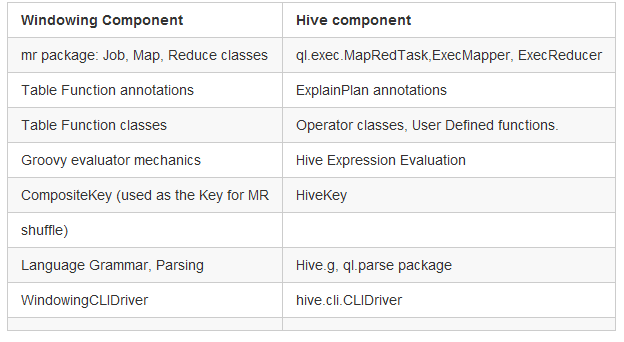 Windowing Component Hive component
mr package: Job, Map, Reduce classes ql.exec.MapRedTask,ExecMapper, ExecReducer
Table Function annotations ExplainPlan annotations
Table Function classes Operator classes, User Defined functions.
Groovy evaluator mechanics Hive Expression Evaluation
CompositeKey (used as the Key for MR HiveKey
shuffle)
Language Grammar, Parsing Hive.g, ql.parse package
WindowingCLIDriver hive.cli.CLIDriver